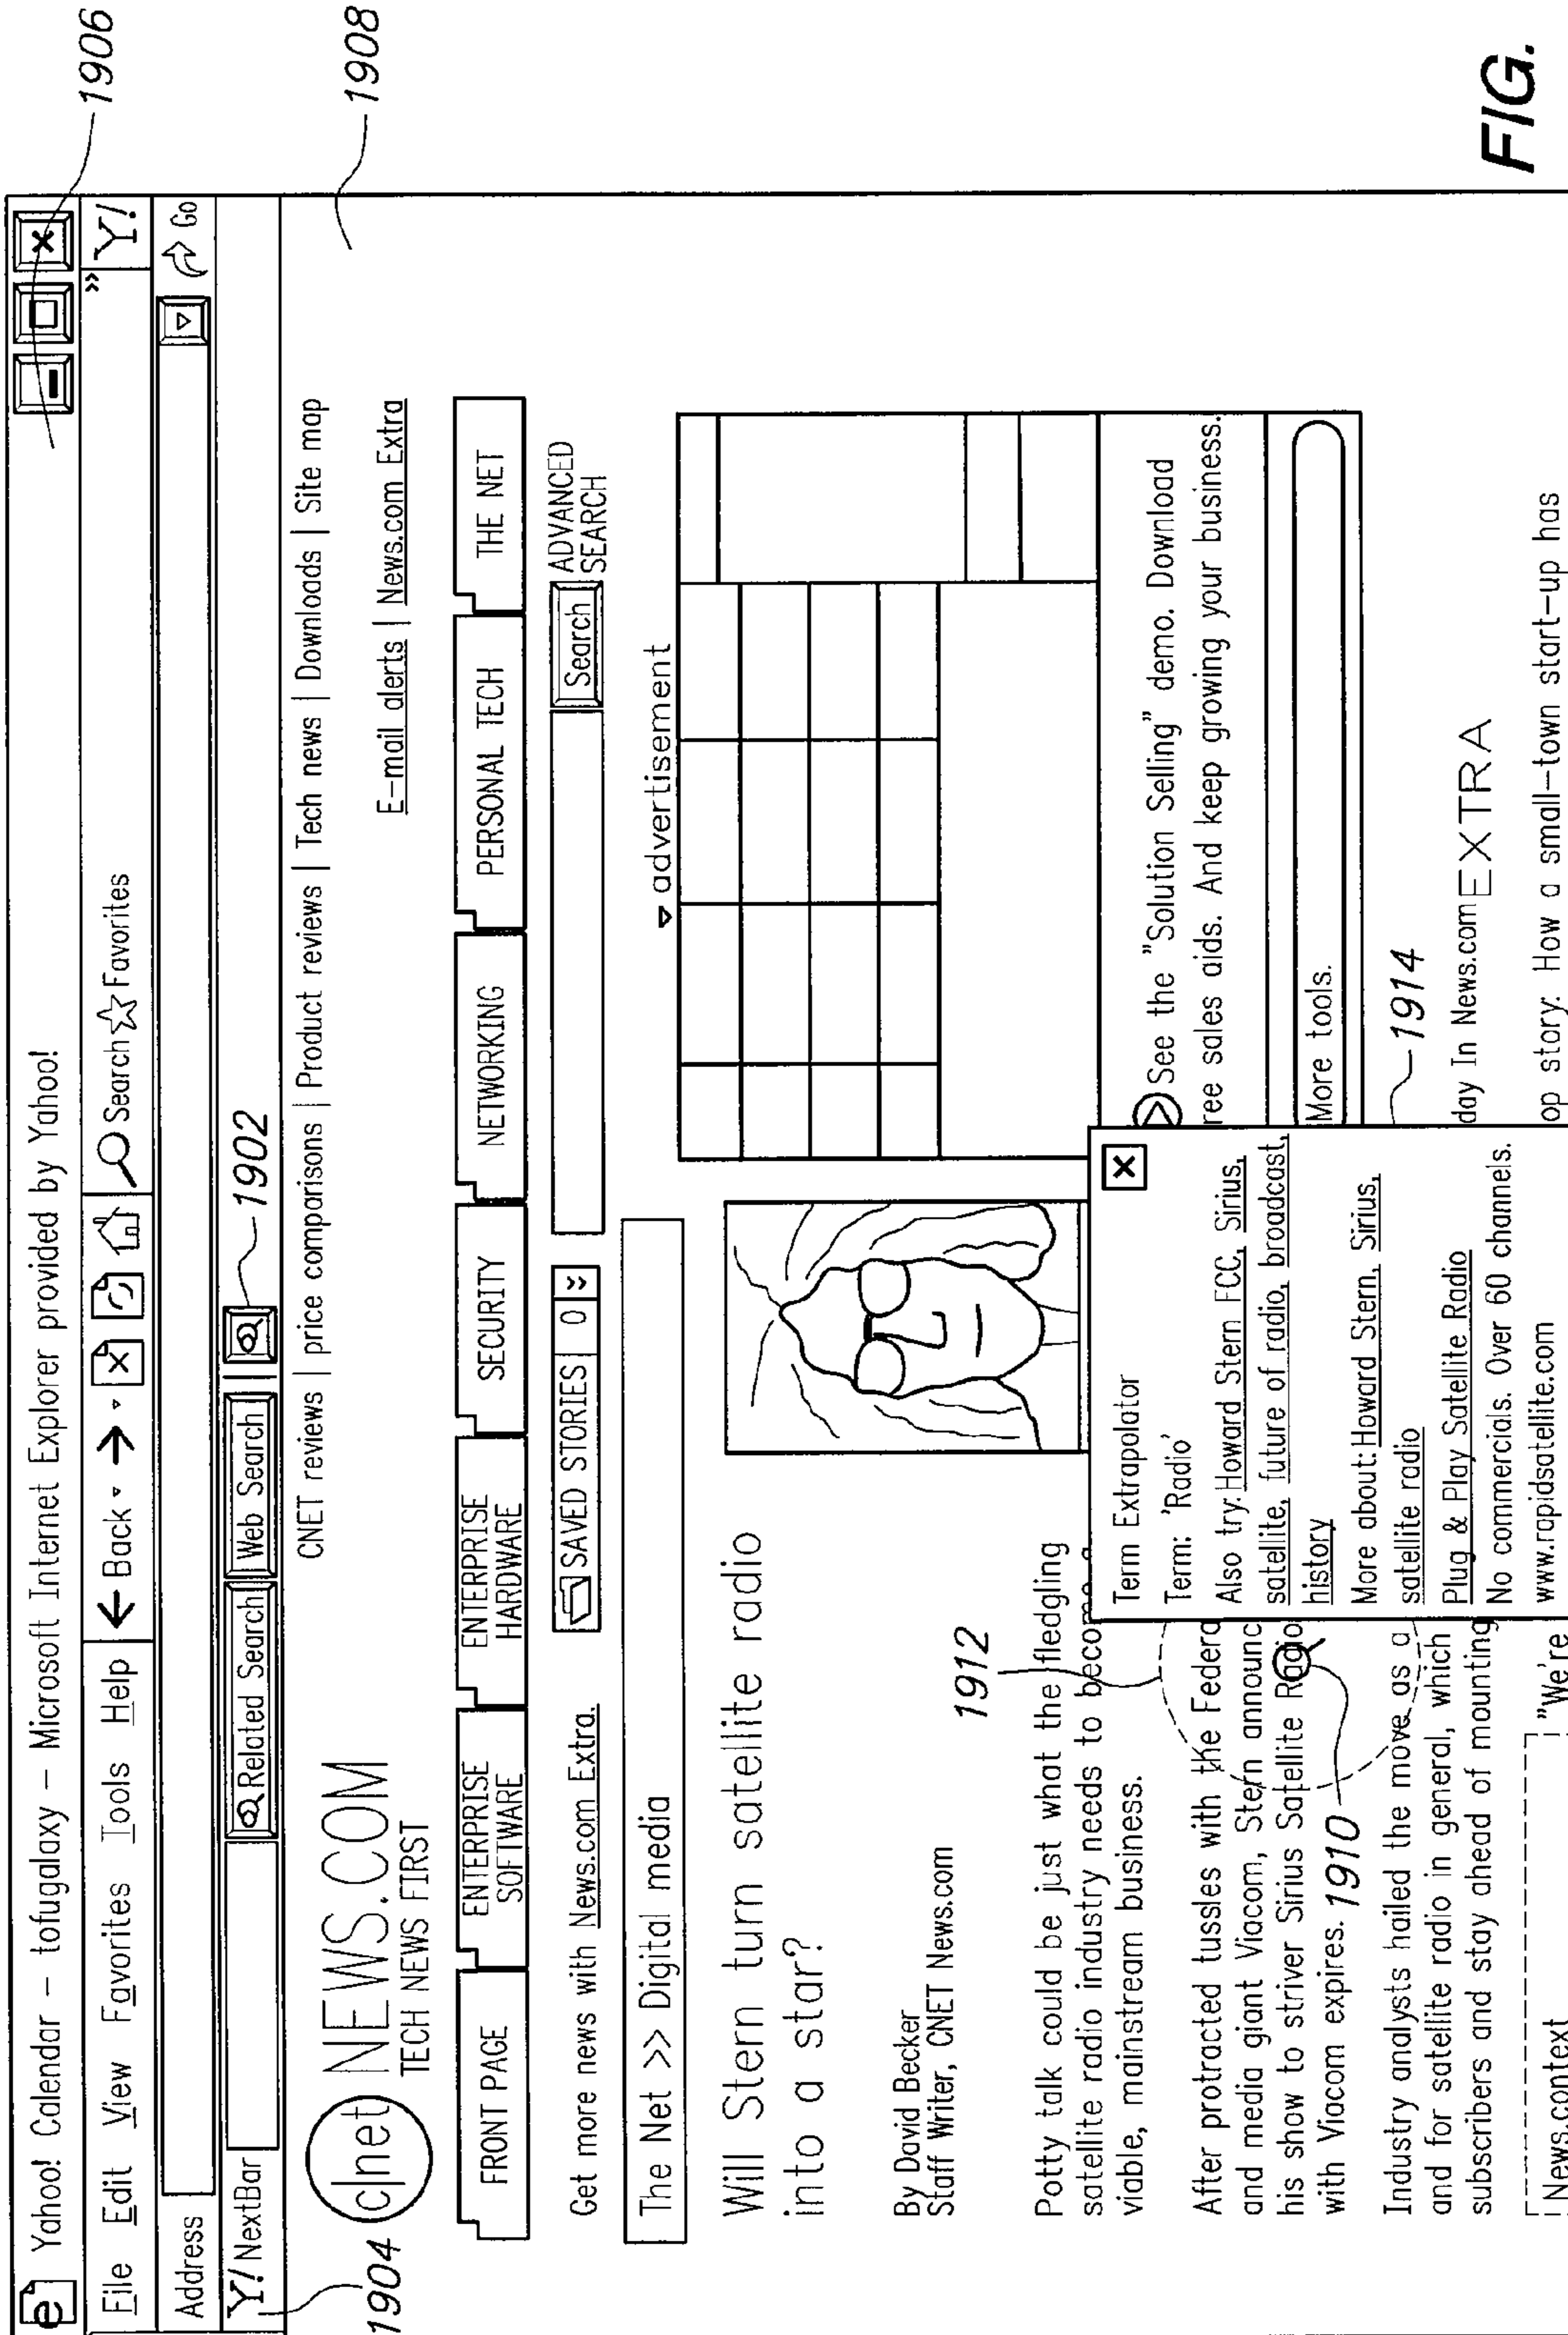 Yahoo! Calendar – tofugalaxy – Microsoft Internet Explorer provided by Yahoo!
1906
File Edit View Favorites Tools Help
Back
Search Favorites
»
Y!
Address
Go
Y! NextBar
Related Search
Web Search
1902
1904
1908
CNET reviews | price comparisons | Product reviews | Tech news | Downloads | Site map
c|net NEWS.COM
TECH NEWS FIRST
E-mail alerts | News.com Extra
FRONT PAGE
ENTERPRISE
SOFTWARE
ENTERPRISE
HARDWARE
SECURITY
NETWORKING
PERSONAL TECH
THE NET
Get more news with News.com Extra.
SAVED STORIES 0
Search
ADVANCED
SEARCH
The Net >> Digital media
advertisement
Will Stern turn satellite radio
into a star?
By David Becker
Staff Writer, CNET News.com
1912
Potty talk could be just what the fledgling
satellite radio industry needs to become a
viable, mainstream business.
After protracted tussles with the Federa
and media giant Viacom, Stern announc
his show to striver Sirius Satellite Radio
with Viacom expires.
1910
Industry analysts hailed the move as a
and for satellite radio in general, which
subscribers and stay ahead of mounting
News.context
"We're
Term Extrapolator
Term: 'Radio'
Also try: Howard Stern FCC, Sirius,
satellite, future of radio, broadcast,
history
More about: Howard Stern, Sirius,
satellite radio
Plug & Play Satellite Radio
No commercials. Over 60 channels.
www.rapidsatellite.com
See the "Solution Selling" demo. Download
ree sales aids. And keep growing your business.
More tools.
1914
day In News.com EXTRA
op story: How a small-town start-up has
FIG.